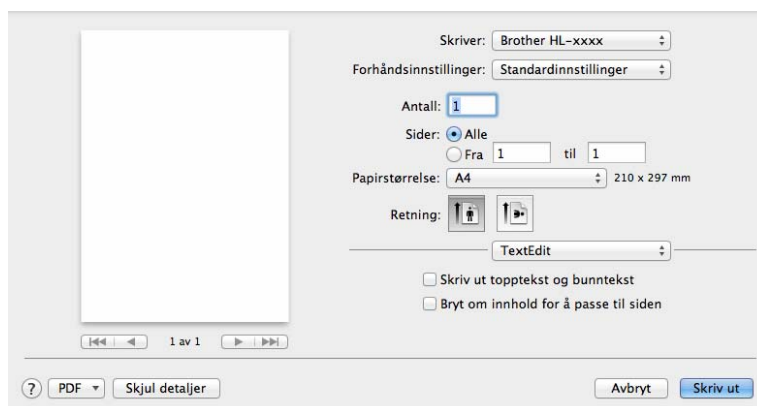 Skriver: Brother HL-xxxx
Forhåndsinnstillinger: Standardinnstillinger
Antall: 1
Sider: Alle
Fra 1 til 1
Papirstørrelse: A4 210 x 297 mm
Retning:
TextEdit
Skriv ut topptekst og bunntekst
Bryt om innhold for å passe til siden
1 av 1
? PDF Skjul detaljer Avbryt Skriv ut